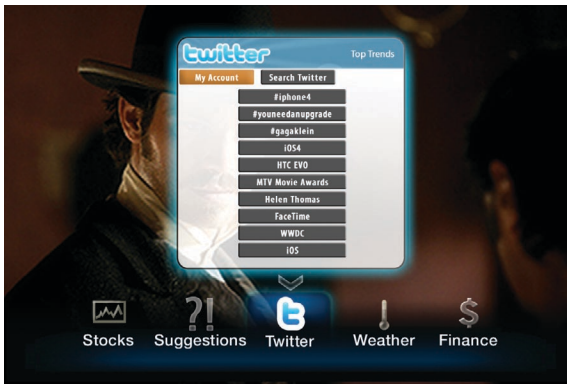 twitter
Top Trends
My Account
Search Twitter
#iphone4
#youneedanupgrade
#gagaklein
iOS4
HTC EVO
MTV Movie Awards
Helen Thomas
FaceTime
WWDC
iOS
?!
t
$
Stocks
Suggestions
Twitter
Weather
Finance